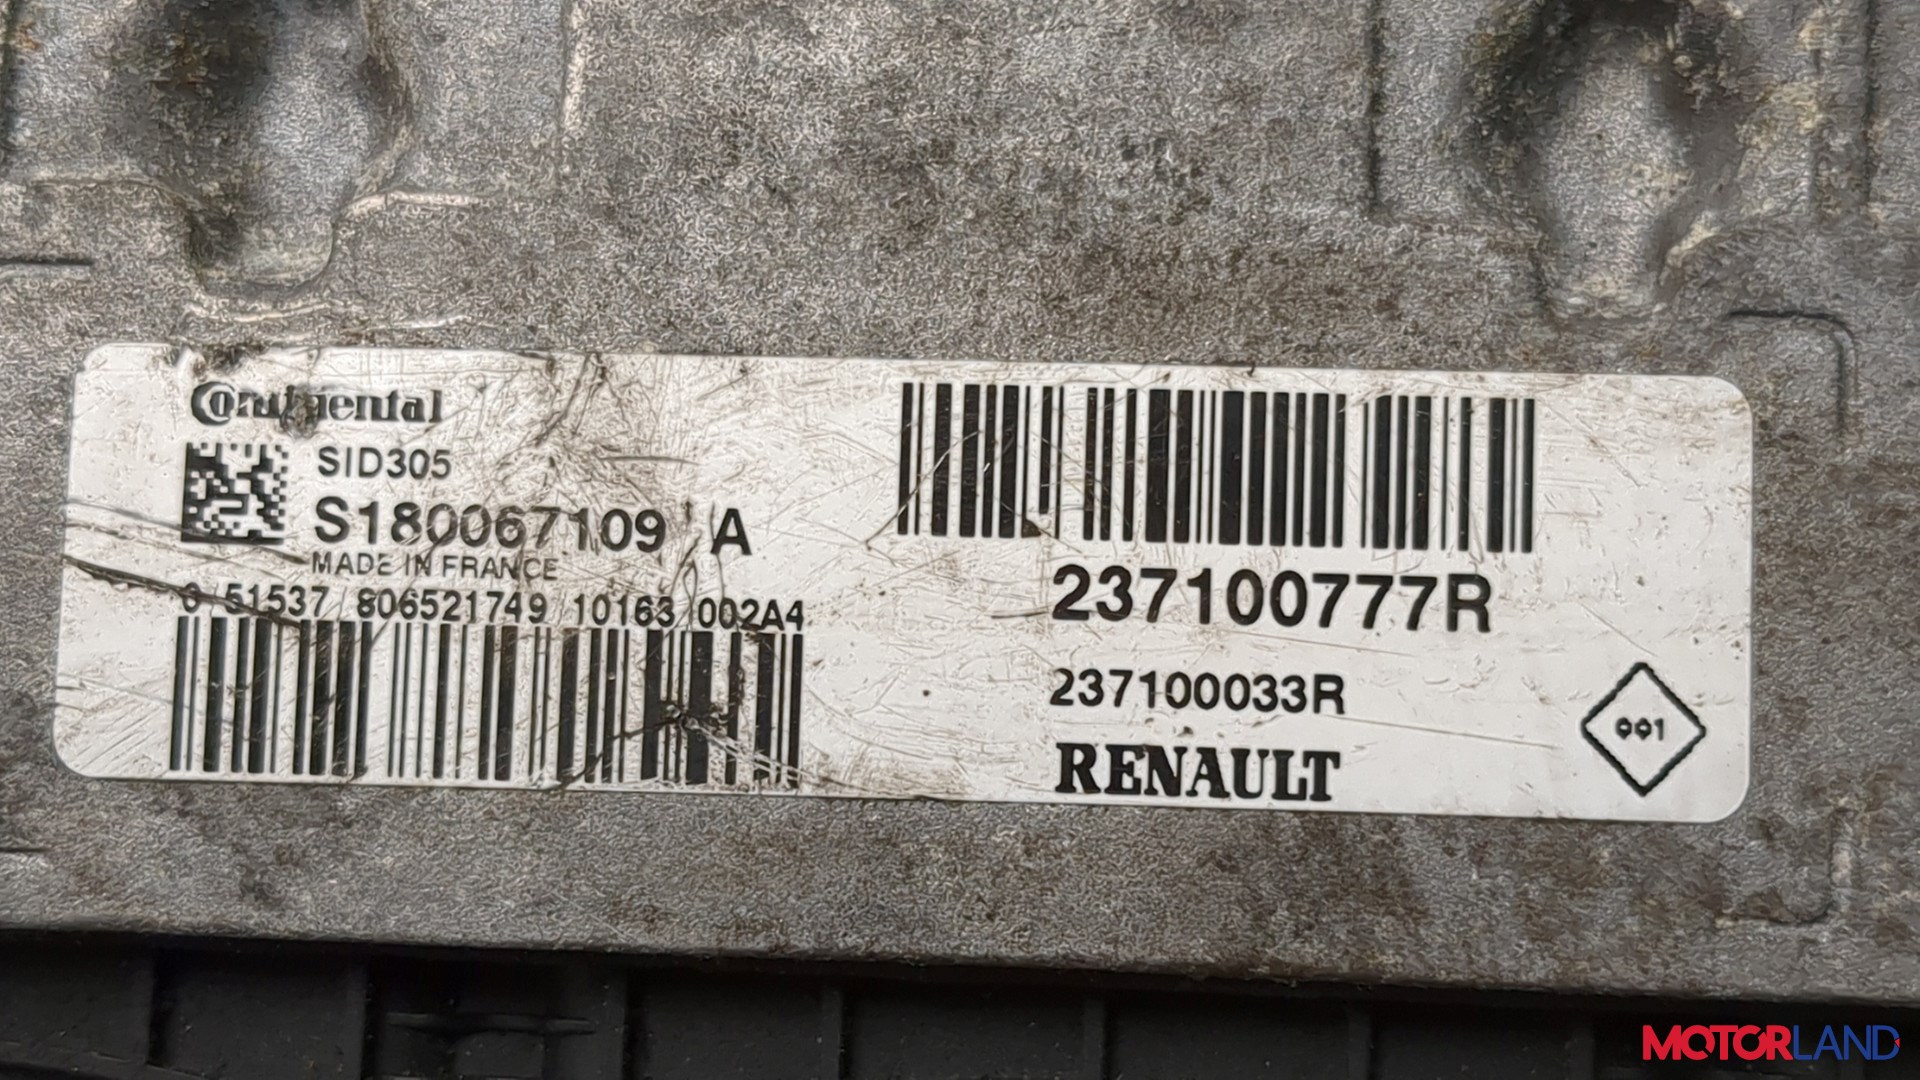 Continental
SID305
S180067109 A
MADE IN FRANCE
0 51537 806521749 10163 002A4
237100777R
237100033R
RENAULT
001
MOTORLAND